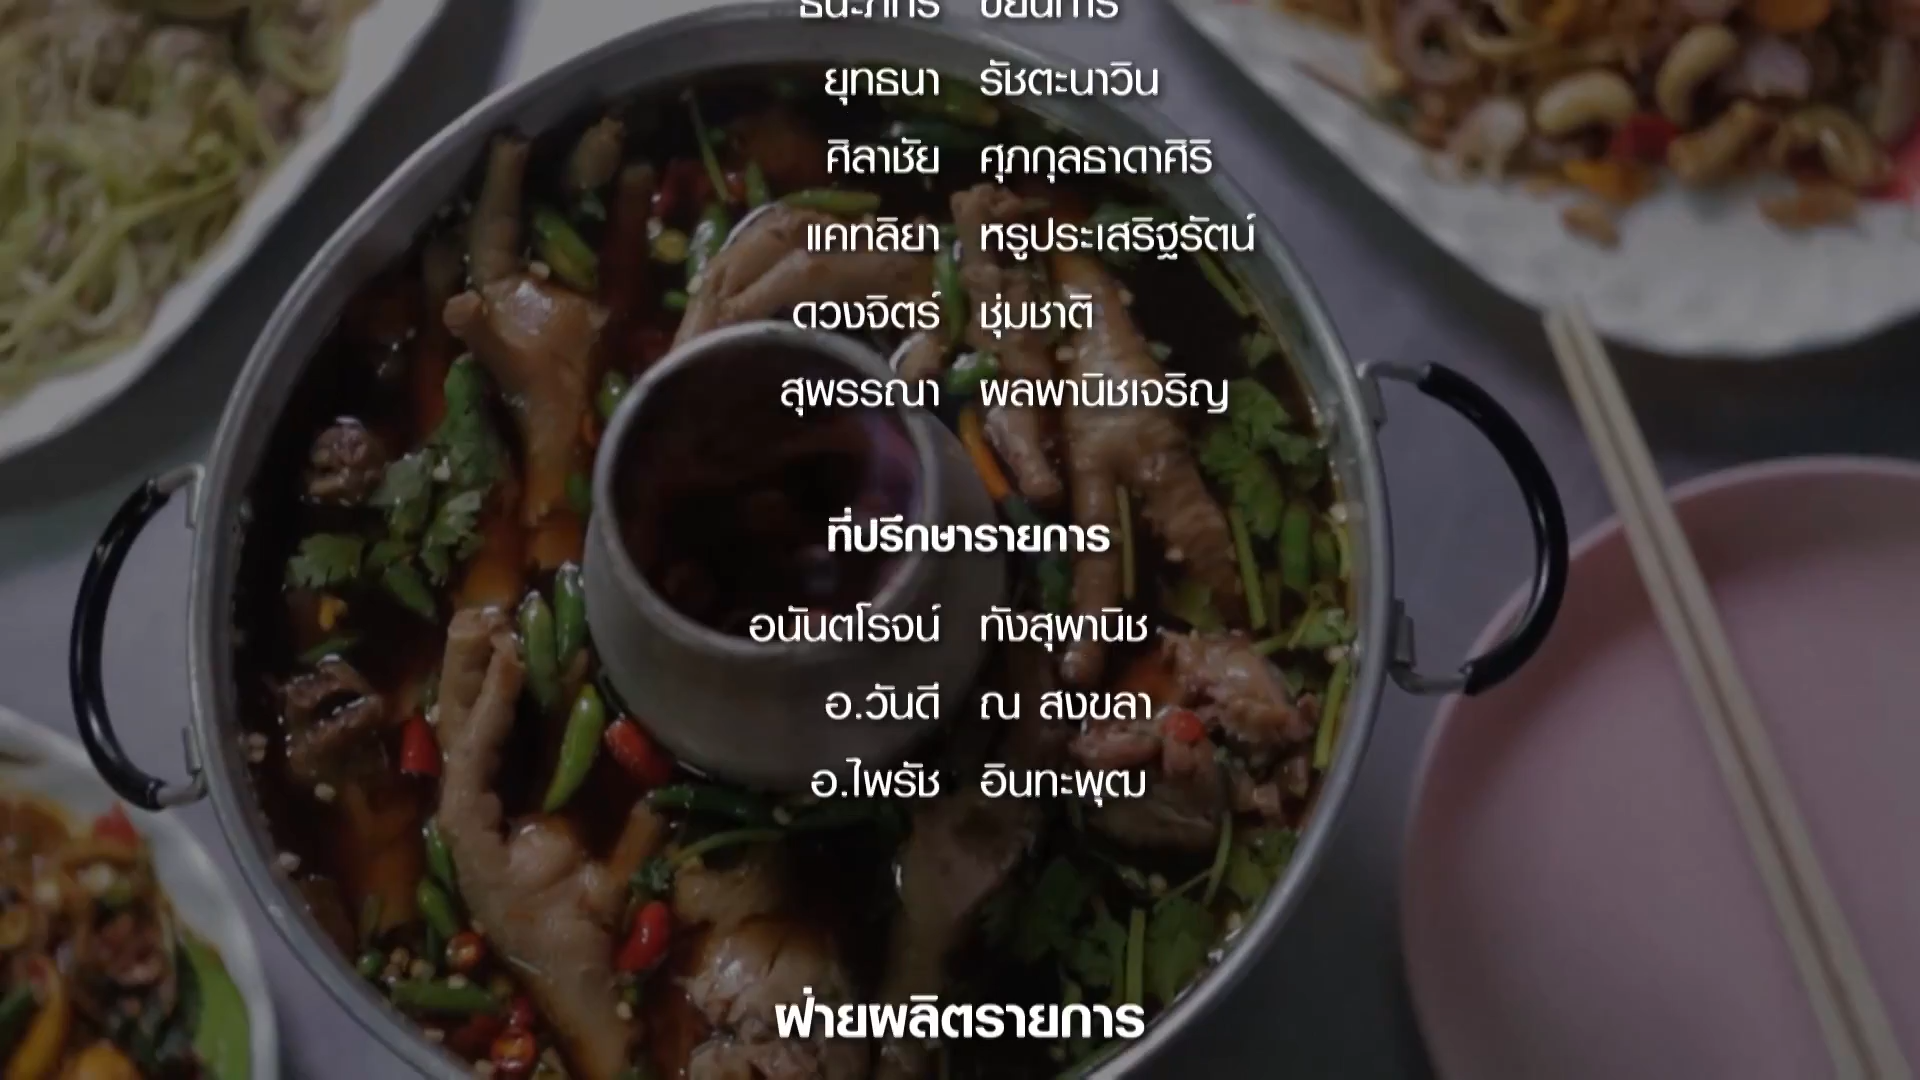 ยุทธนา รัชตะนาวิน
ศิลาชัย ศุภกุลธาดาศิริ
แคทลิยา หรูประเสริฐรัตน์
ดวงจิตร์ ชุ่มชาติ
สุพรรณา ผลพานิชเจริญ
ที่ปรึกษารายการ
อนันตโรจน์ ทังสุพานิช
อ.วันดี ณ สงขลา
อ.ไพรัช อินทะพุฒ
ฝ่ายผลิตรายการ